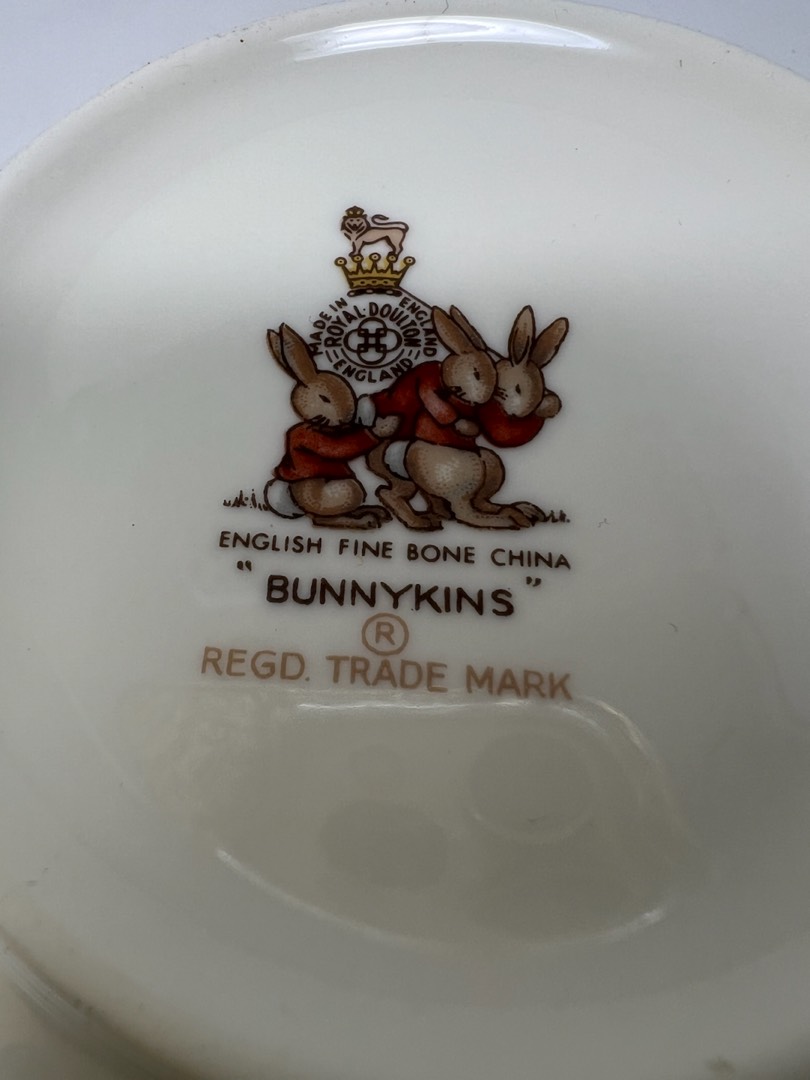 MADE IN ENGLAND
ROYAL·DOULTON
ENGLAND
ENGLISH FINE BONE CHINA
"BUNNYKINS"
®
REGD. TRADE MARK